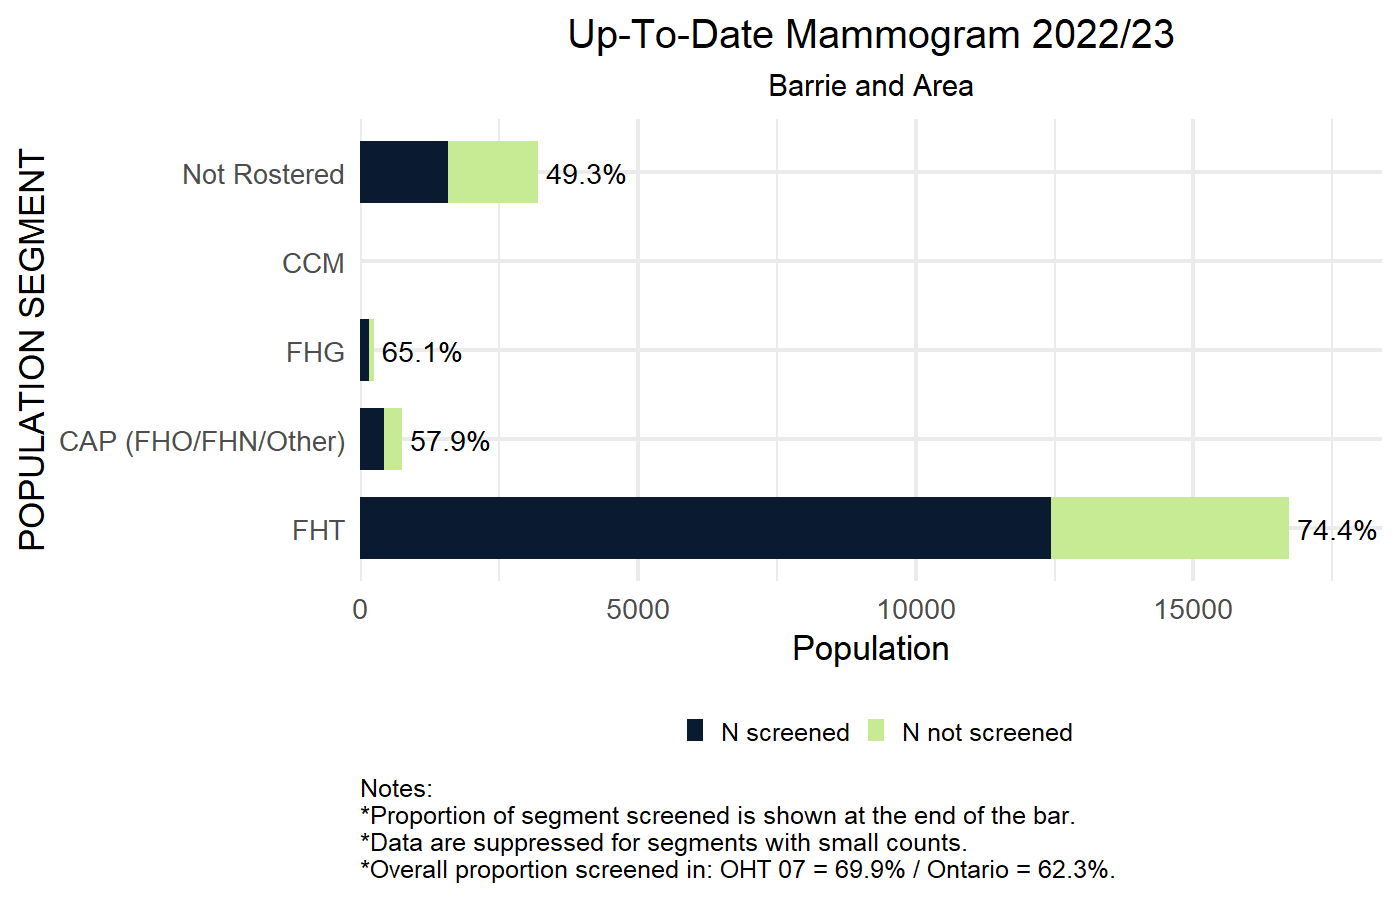 Up-To-Date Mammogram 2022/23
Barrie and Area
POPULATION SEGMENT
Not Rostered
49.3%
CCM
FHG
65.1%
CAP (FHO/FHN/Other)
57.9%
FHT
74.4%
0
5000
10000
15000
Population
N screened
N not screened
Notes:
*Proportion of segment screened is shown at the end of the bar.
*Data are suppressed for segments with small counts.
*Overall proportion screened in: OHT 07 = 69.9% / Ontario = 62.3%.